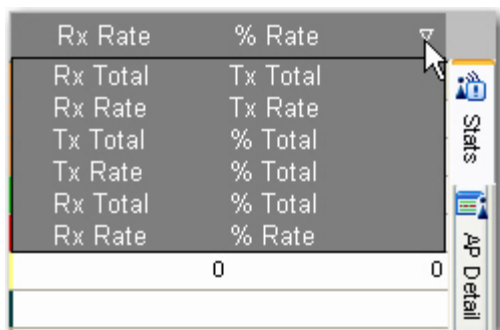 Rx Rate % Rate
Rx Total Tx Total
Rx Rate Tx Rate
Tx Total % Total
Tx Rate % Total
Rx Total % Total
Rx Rate % Rate
0 0
Stats
AP Detail